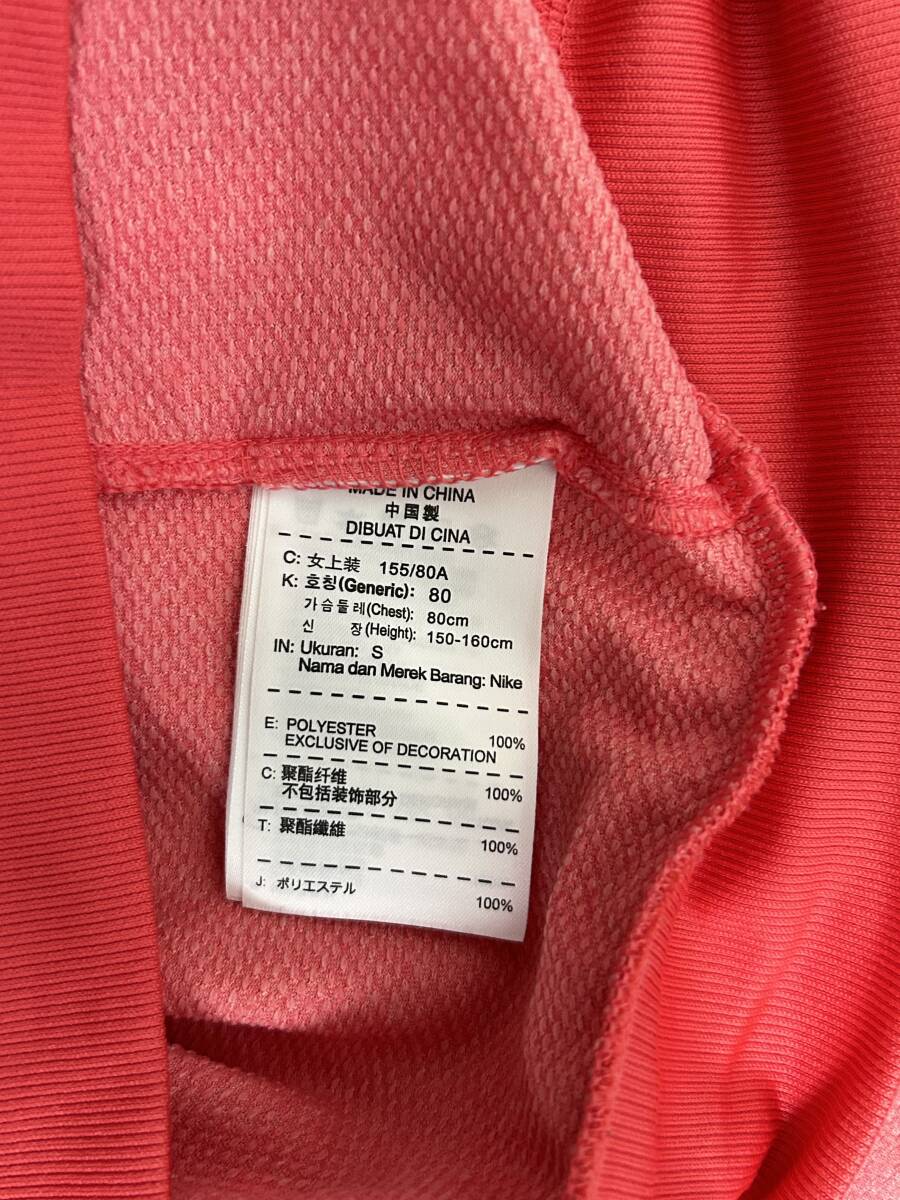 MADE IN CHINA
中国製
DIBUAT DI CINA
C: 女上装 155/80A
K: 호칭(Generic): 80
가슴둘레(Chest): 80cm
신 장(Height): 150-160cm
IN: Ukuran: S
Nama dan Merek Barang: Nike
E: POLYESTER 100%
EXCLUSIVE OF DECORATION
C: 聚酯纤维 100%
不包括装饰部分
T: 聚酯纖維 100%
J: ポリエステル 100%